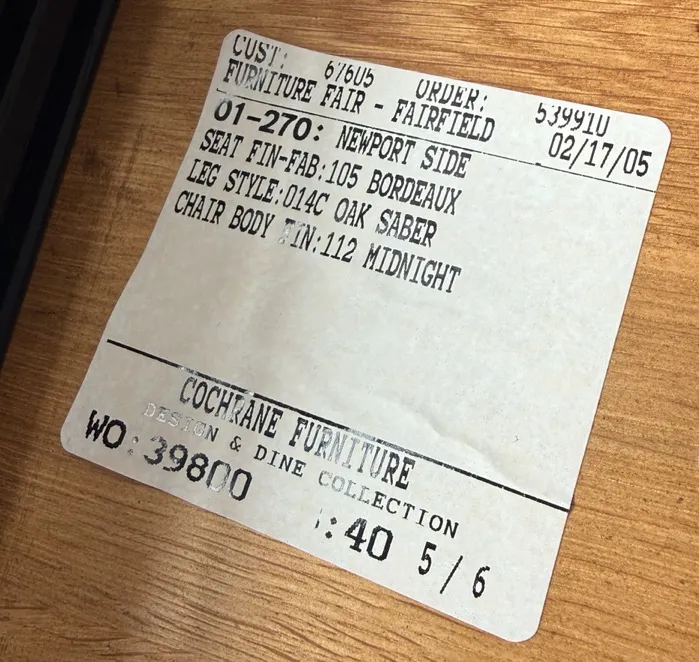 CUST: 67605 ORDER: 539910
FURNITURE FAIR - FAIRFIELD 02/17/05
01-270: NEWPORT SIDE
SEAT FIN-FAB:105 BORDEAUX
LEG STYLE:014C OAK SABER
CHAIR BODY FIN:112 MIDNIGHT
COCHRANE FURNITURE
DESIGN & DINE COLLECTION
WO:39800 :40 5/6